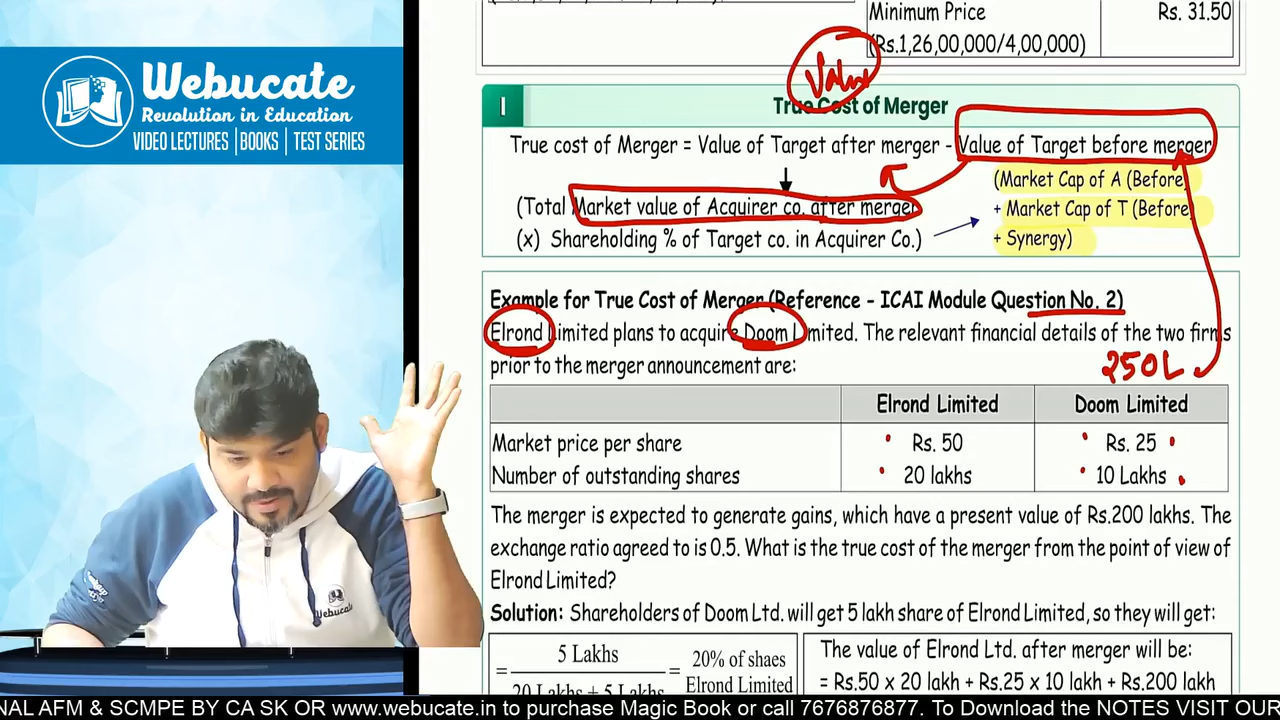 Minimum Price
Rs. 31.50
(Rs.1,26,00,000/4,00,000)
Webucate
Revolution in Education
VIDEO LECTURES | BOOKS | TEST SERIES
Value
I
True Cost of Merger
True cost of Merger = Value of Target after merger - Value of Target before merger
(Total Market value of Acquirer co. after merger
(x) Shareholding % of Target co. in Acquirer Co.)
(Market Cap of A (Before)
+ Market Cap of T (Before)
+ Synergy)
Example for True Cost of Merger (Reference - ICAI Module Question No. 2)
Elrond Limited plans to acquire Doom Limited. The relevant financial details of the two firms
prior to the merger announcement are:
250L
Elrond Limited Doom Limited
Market price per share Rs. 50 Rs. 25
Number of outstanding shares 20 lakhs 10 Lakhs
The merger is expected to generate gains, which have a present value of Rs.200 lakhs. The
exchange ratio agreed to is 0.5. What is the true cost of the merger from the point of view of
Elrond Limited?
Solution: Shareholders of Doom Ltd. will get 5 lakh share of Elrond Limited, so they will get:
= 5 Lakhs / 20 Lakhs + 5 Lakhs = 20% of shaes Elrond Limited
The value of Elrond Ltd. after merger will be:
= Rs.50 x 20 lakh + Rs.25 x 10 lakh + Rs.200 lakh
Webucate
NAL AFM & SCMPE BY CA SK OR www.webucate.in to purchase Magic Book or call 7676876877. To Download the NOTES VISIT OUR